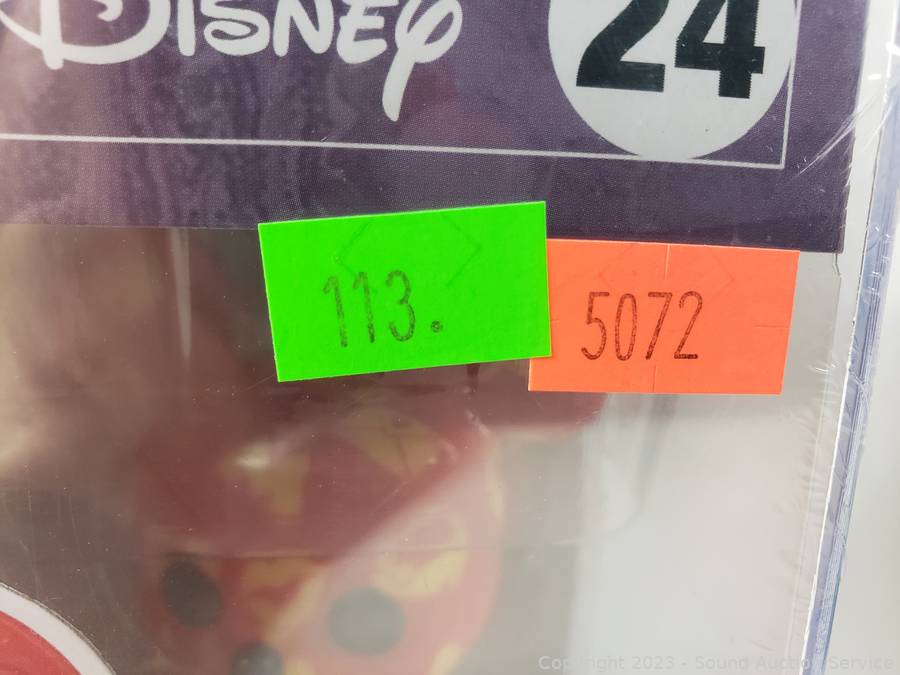 Disney
24
113.
5072
Copyright 2023 - Sound Auction Service